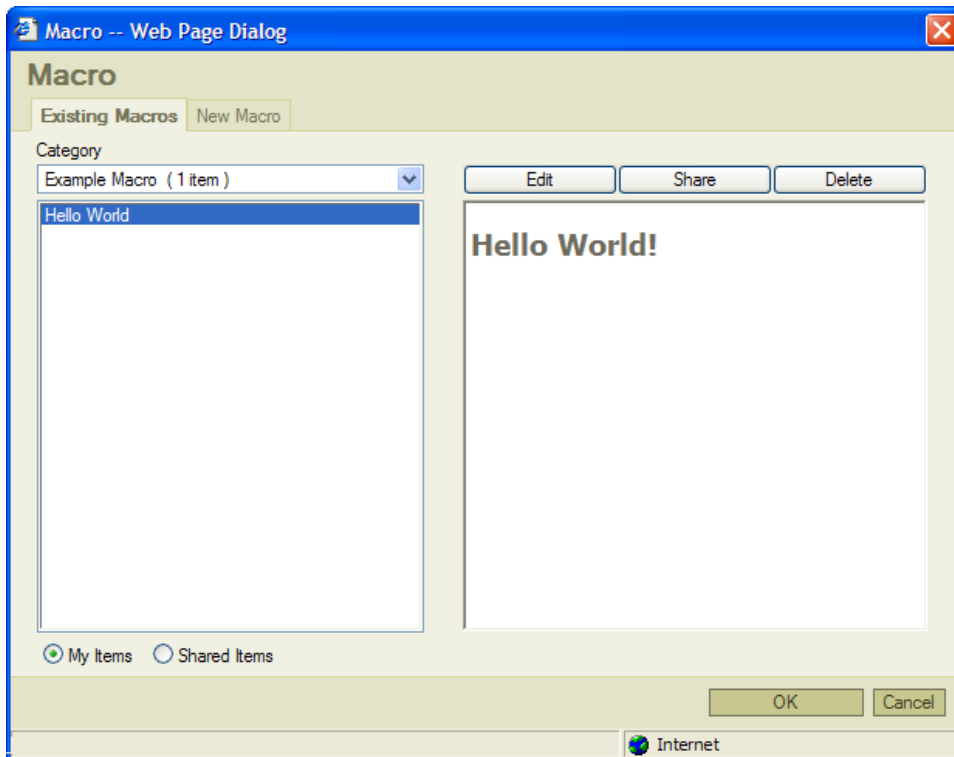 Macro -- Web Page Dialog
Macro
Existing Macros New Macro
Category
Example Macro ( 1 item )
Edit Share Delete
Hello World
Hello World!
My Items Shared Items
OK Cancel
Internet